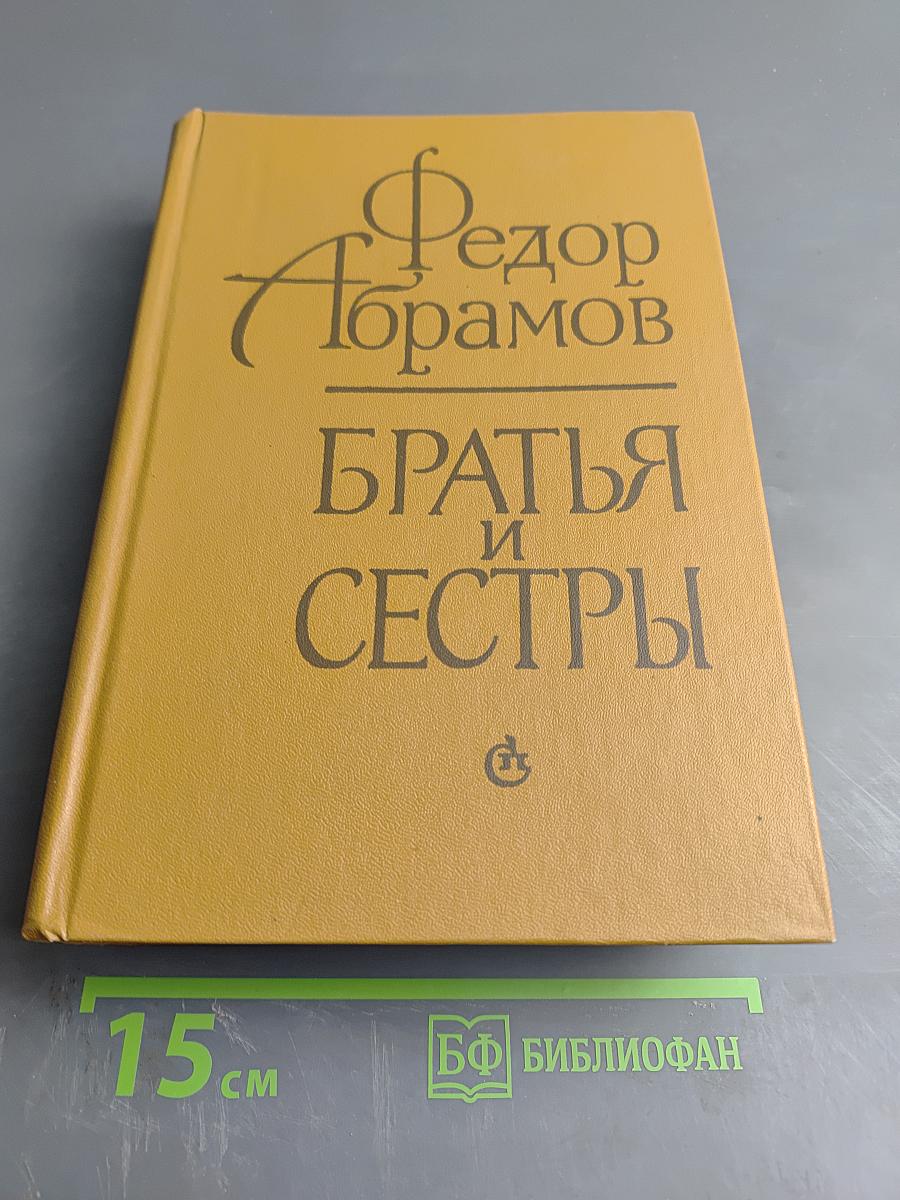 Федор
Абрамов
БРАТЬЯ
и
СЕСТРЫ
15 см
БФ БИБЛИОФАН